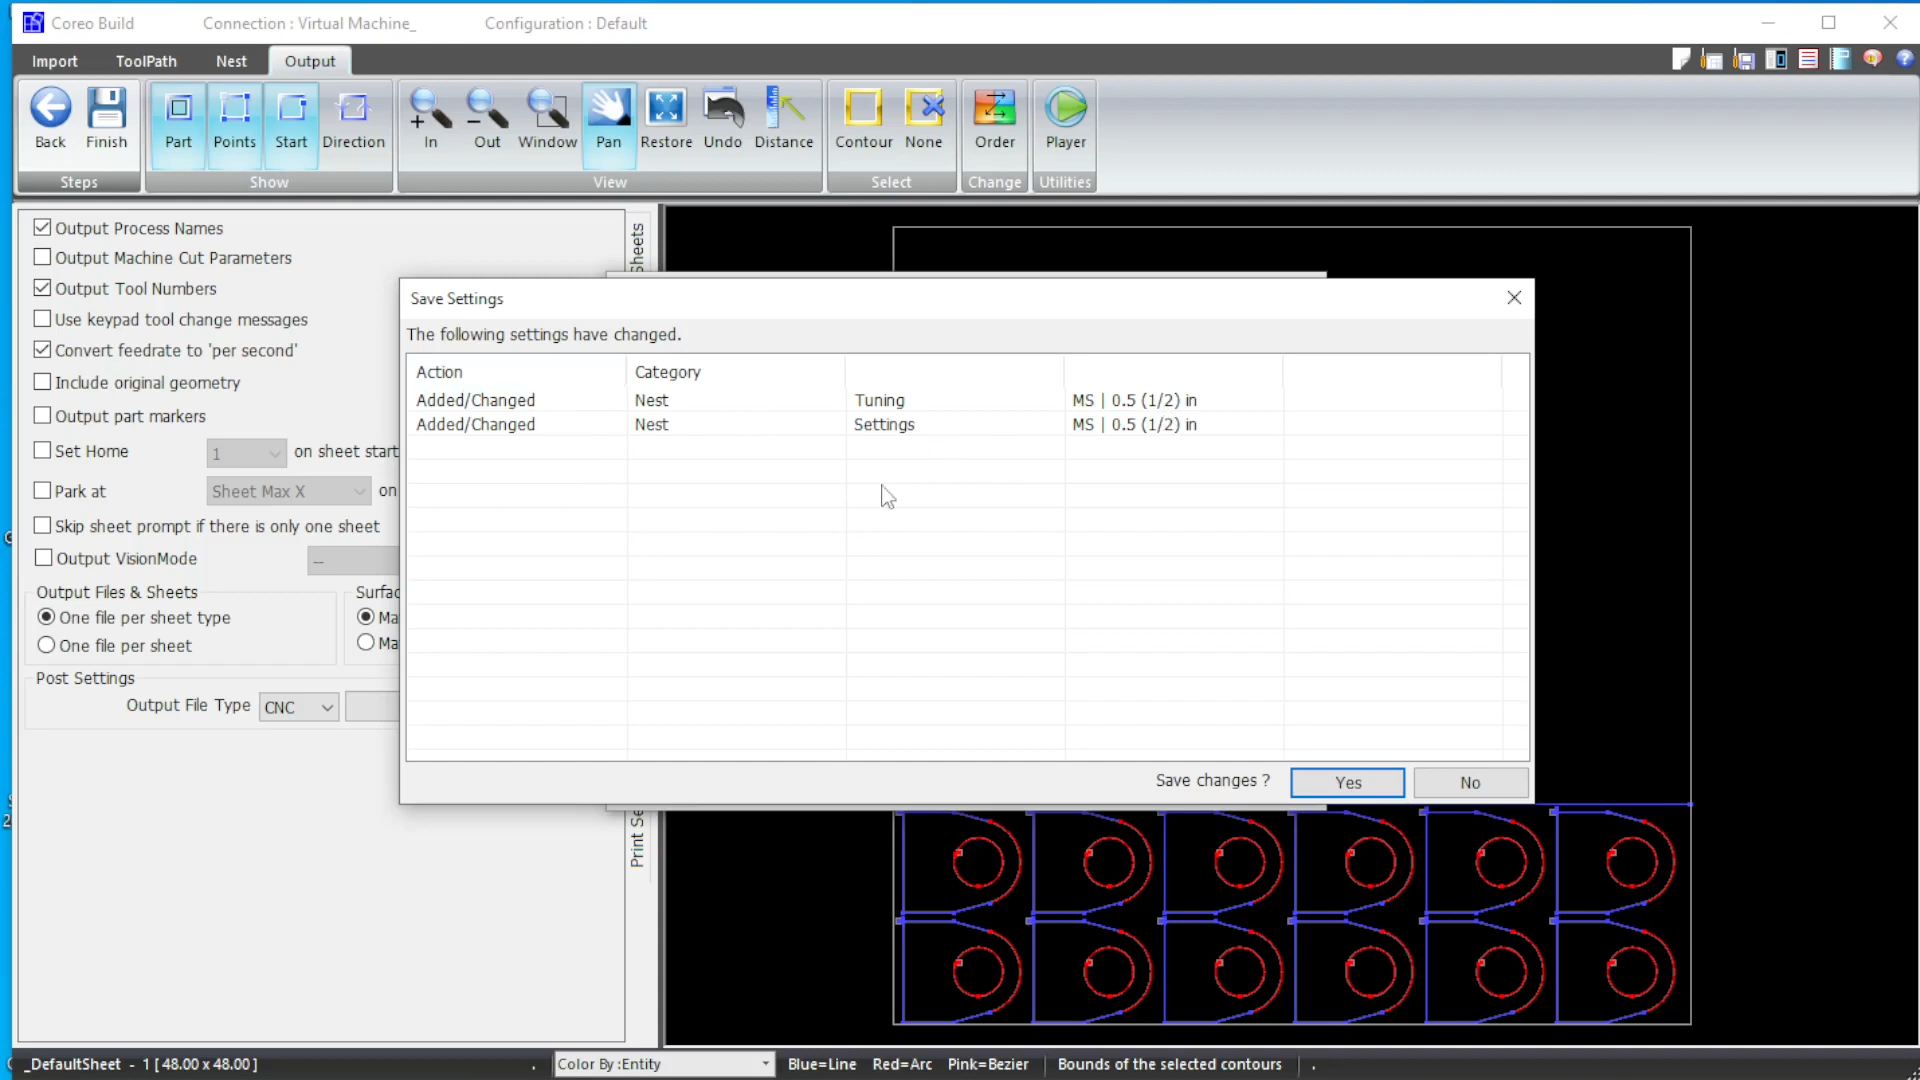 Coreo Build Connection : Virtual Machine_ Configuration : Default
Import ToolPath Nest Output
Back Finish Part Points Start Direction In Out Window Pan Restore Undo Distance Contour None Order Player
Steps Show View Select Change Utilities
Output Process Names
Output Machine Cut Parameters
Output Tool Numbers
Use keypad tool change messages
Convert feedrate to 'per second'
Include original geometry
Output part markers
Set Home 1 on sheet start
Park at Sheet Max X on
Skip sheet prompt if there is only one sheet
Output VisionMode --
Output Files & Sheets
One file per sheet type
One file per sheet
Surfac
Ma
Ma
Post Settings
Output File Type CNC
Sheets
Print Se
Save Settings
The following settings have changed.
Action Category
Added/Changed Nest Tuning MS | 0.5 (1/2) in
Added/Changed Nest Settings MS | 0.5 (1/2) in
Save changes ? Yes No
_DefaultSheet - 1 [ 48.00 x 48.00 ] . Color By :Entity Blue=Line Red=Arc Pink=Bezier Bounds of the selected contours .